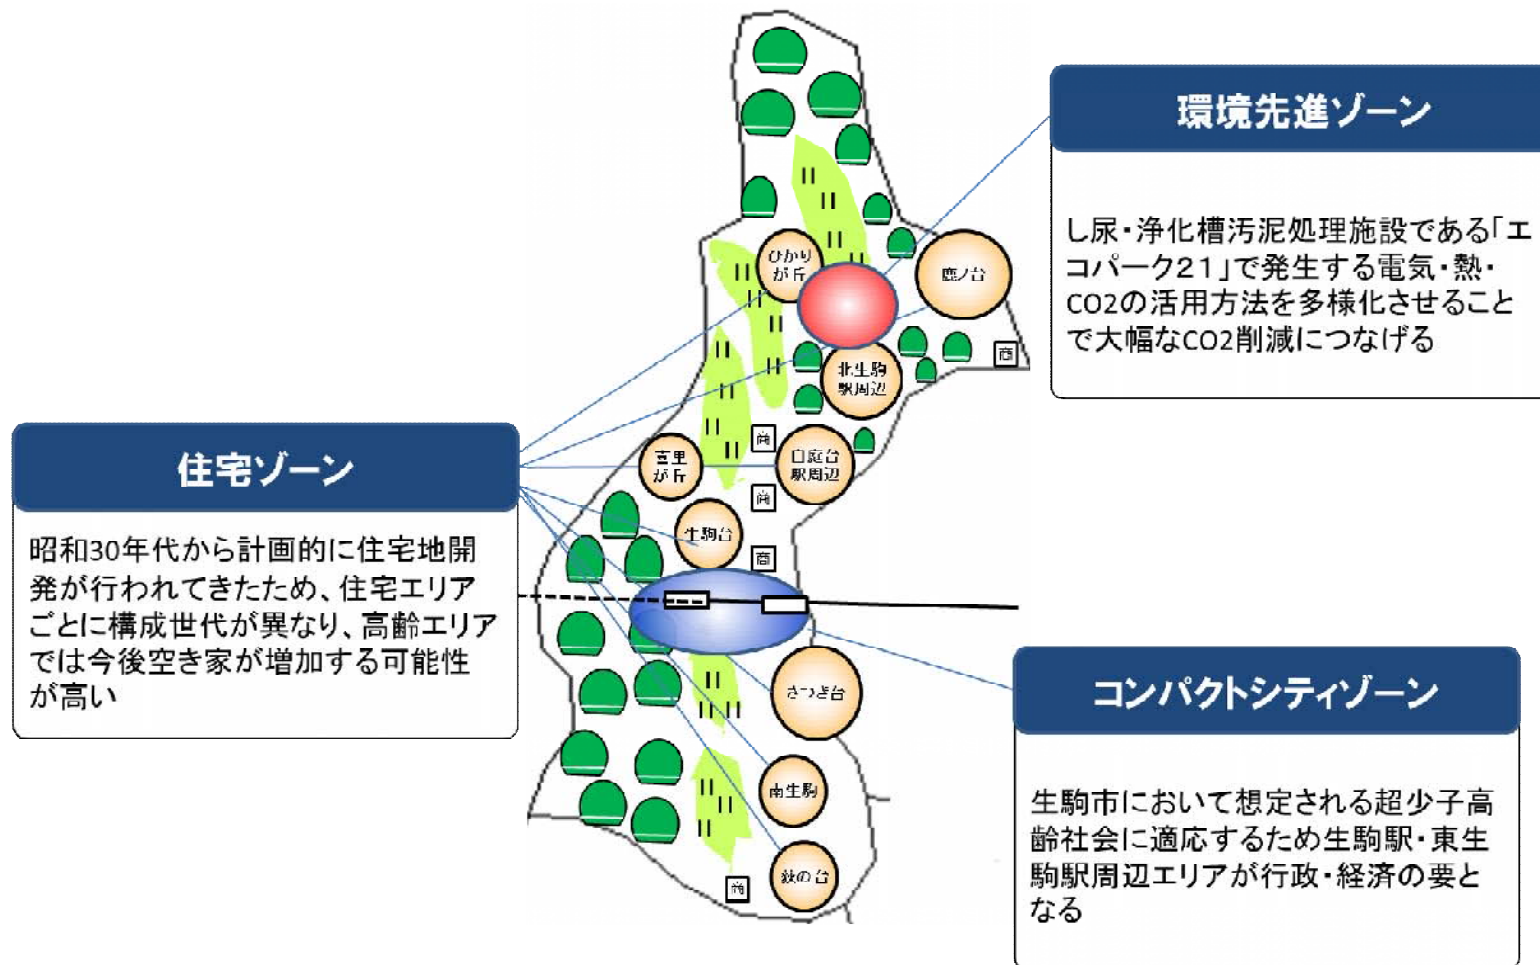 環境先進ゾーン
し尿・浄化槽汚泥処理施設である「エ
コパーク21」で発生する電気・熱・
CO2の活用方法を多様化させること
で大幅なCO2削減につなげる
ひかり
が丘
鹿ノ台
商
北生駒
駅周辺
商
白庭台
駅周辺
喜里
が丘
商
生駒台
商
住宅ゾーン
昭和30年代から計画的に住宅地開
発が行われてきたため、住宅エリア
ごとに構成世代が異なり、高齢エリア
では今後空き家が増加する可能性
が高い
さつき台
南生駒
萩の台
商
コンパクトシティゾーン
生駒市において想定される超少子高
齢社会に適応するため生駒駅・東生
駒駅周辺エリアが行政・経済の要と
なる